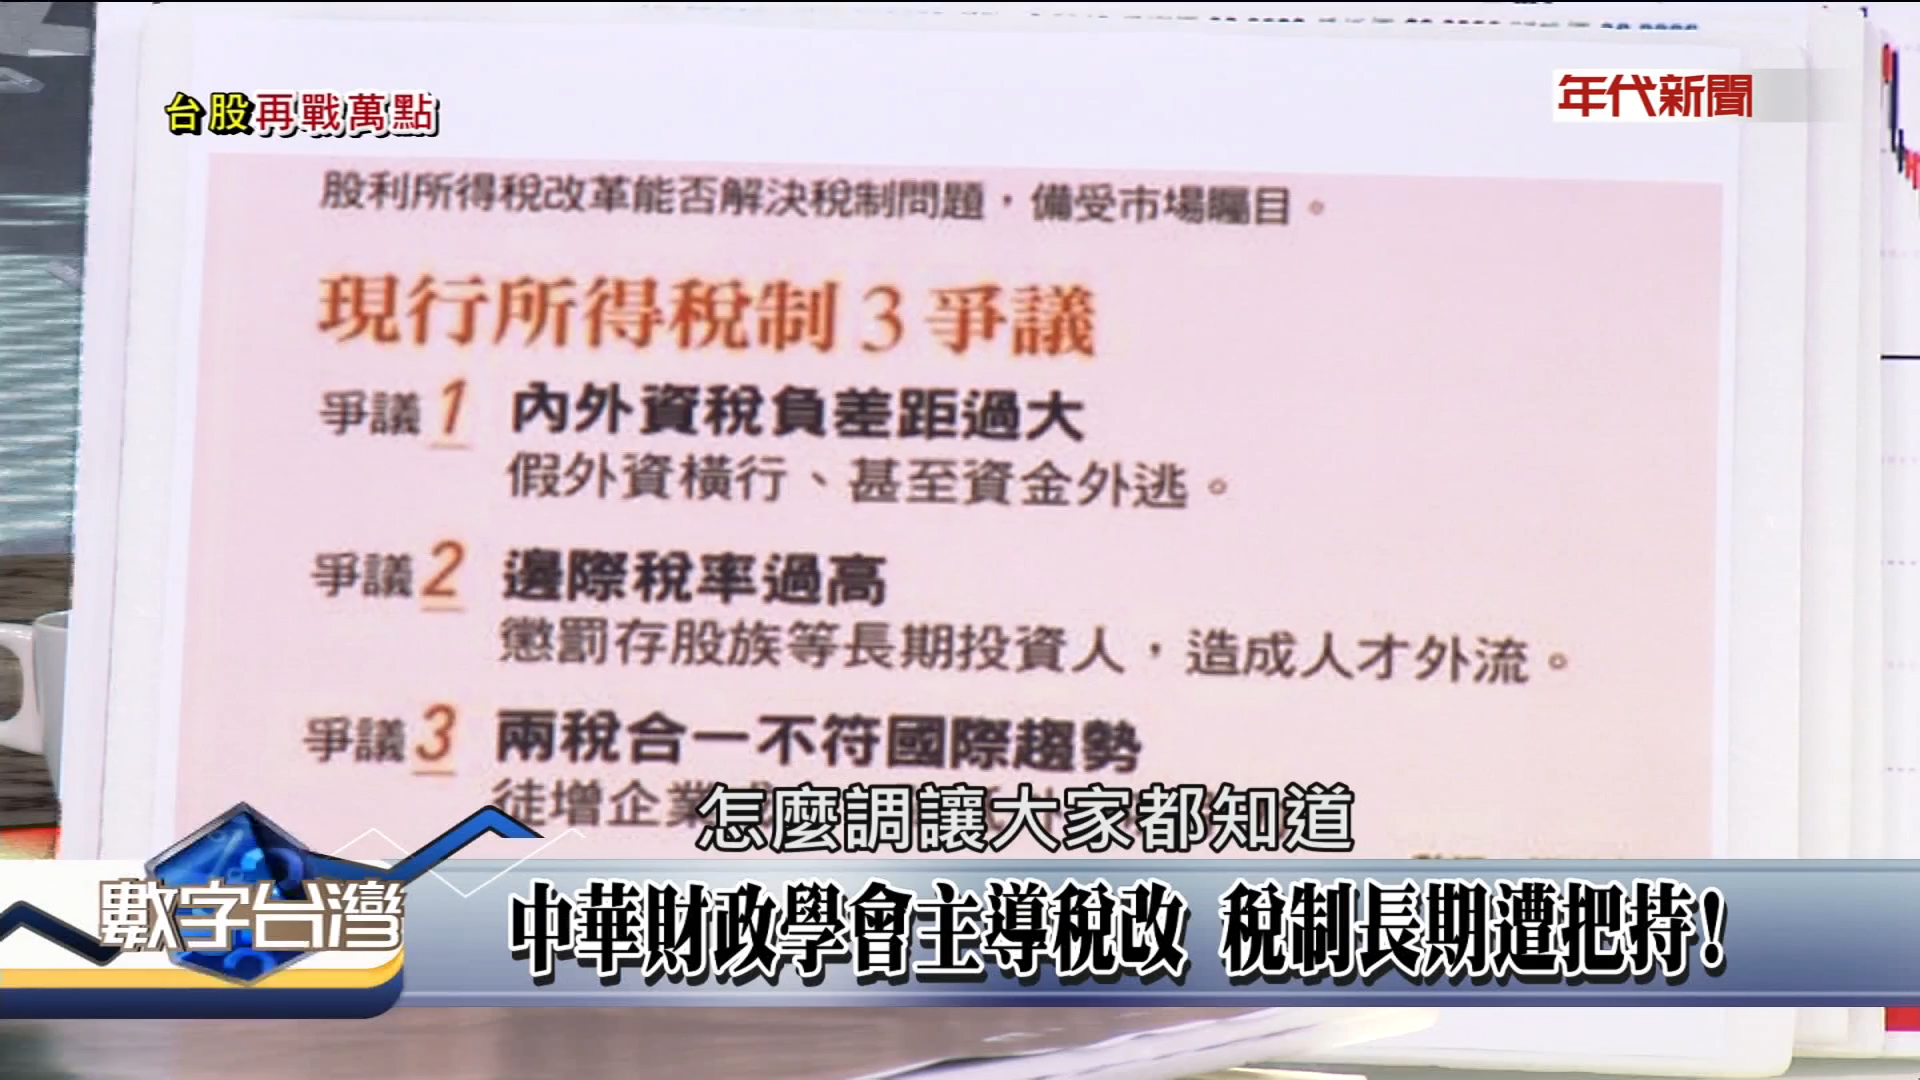 台股再戰萬點
年代新聞
股利所得稅改革能否解決稅制問題，備受市場矚目。
現行所得稅制3爭議
爭議1 內外資稅負差距過大
假外資橫行、甚至資金外逃。
爭議2 邊際稅率過高
懲罰存股族等長期投資人，造成人才外流。
爭議3 兩稅合一不符國際趨勢
徒增企業
怎麼調讓大家都知道
數字台灣
中華財政學會主導稅改 稅制長期遭把持！